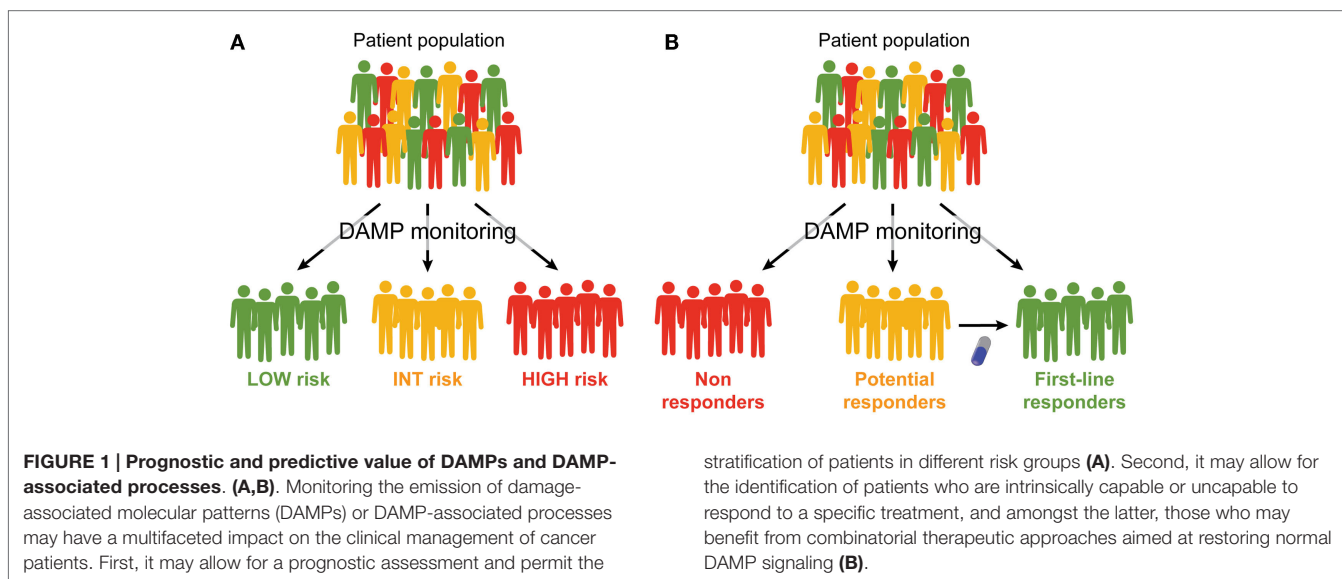 A
Patient population
DAMP monitoring
LOW risk
INT risk
HIGH risk
B
Patient population
DAMP monitoring
Non
responders
Potential
responders
First-line
responders
FIGURE 1 | Prognostic and predictive value of DAMPs and DAMP-
associated processes. (A,B). Monitoring the emission of damage-
associated molecular patterns (DAMPs) or DAMP-associated processes
may have a multifaceted impact on the clinical management of cancer
patients. First, it may allow for a prognostic assessment and permit the
stratification of patients in different risk groups (A). Second, it may allow for
the identification of patients who are intrinsically capable or uncapable to
respond to a specific treatment, and amongst the latter, those who may
benefit from combinatorial therapeutic approaches aimed at restoring normal
DAMP signaling (B).